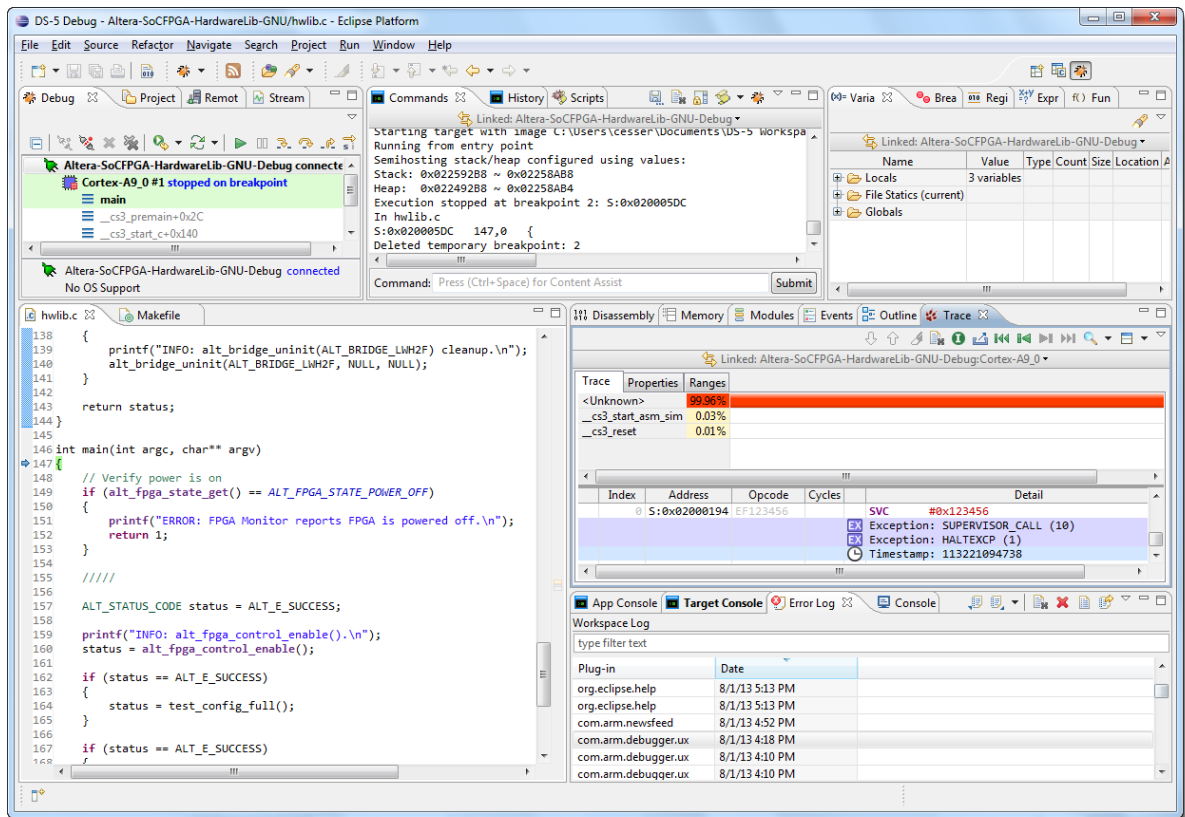 DS-5 Debug - Altera-SoCFPGA-HardwareLib-GNU/hwlib.c - Eclipse Platform
File Edit Source Refactor Navigate Search Project Run Window Help
Debug Project Remot Stream
Altera-SoCFPGA-HardwareLib-GNU-Debug connecte
Cortex-A9_0 #1 stopped on breakpoint
main
__cs3_premain+0x2C
__cs3_start_c+0x140
Altera-SoCFPGA-HardwareLib-GNU-Debug connected
No OS Support
Commands History Scripts
Linked: Altera-SoCFPGA-HardwareLib-GNU-Debug
Starting target with image C:\Users\cesser\Documents\DS-5 Workspa
Running from entry point
Semihosting stack/heap configured using values:
Stack: 0x022592B8 ~ 0x02258AB8
Heap: 0x022492B8 ~ 0x02258AB4
Execution stopped at breakpoint 2: S:0x020005DC
In hwlib.c
S:0x020005DC 147,0 {
Deleted temporary breakpoint: 2
Command: Press (Ctrl+Space) for Content Assist Submit
(x)= Varia Brea Regi Expr f() Fun
Linked: Altera-SoCFPGA-HardwareLib-GNU-Debug
Name Value Type Count Size Location A
Locals 3 variables
File Statics (current)
Globals
hwlib.c Makefile
138 {
139 printf("INFO: alt_bridge_uninit(ALT_BRIDGE_LWH2F) cleanup.\n");
140 alt_bridge_uninit(ALT_BRIDGE_LWH2F, NULL, NULL);
141 }
142
143 return status;
144 }
145
146 int main(int argc, char** argv)
147 {
148 // Verify power is on
149 if (alt_fpga_state_get() == ALT_FPGA_STATE_POWER_OFF)
150 {
151 printf("ERROR: FPGA Monitor reports FPGA is powered off.\n");
152 return 1;
153 }
154
155 /////
156
157 ALT_STATUS_CODE status = ALT_E_SUCCESS;
158
159 printf("INFO: alt_fpga_control_enable().\n");
160 status = alt_fpga_control_enable();
161
162 if (status == ALT_E_SUCCESS)
163 {
164 status = test_config_full();
165 }
166
167 if (status == ALT_E_SUCCESS)
168 {
Disassembly Memory Modules Events Outline Trace
Linked: Altera-SoCFPGA-HardwareLib-GNU-Debug:Cortex-A9_0
Trace Properties Ranges
<Unknown> 99.96%
__cs3_start_asm_sim 0.03%
__cs3_reset 0.01%
Index Address Opcode Cycles Detail
0 S:0x02000194 EF123456 SVC #0x123456
EX Exception: SUPERVISOR_CALL (10)
EX Exception: HALTEXCP (1)
Timestamp: 113221094738
App Console Target Console Error Log Console
Workspace Log
type filter text
Plug-in Date
org.eclipse.help 8/1/13 5:13 PM
org.eclipse.help 8/1/13 5:13 PM
com.arm.newsfeed 8/1/13 4:52 PM
com.arm.debugger.ux 8/1/13 4:18 PM
com.arm.debugger.ux 8/1/13 4:10 PM
com.arm.debugger.ux 8/1/13 4:10 PM